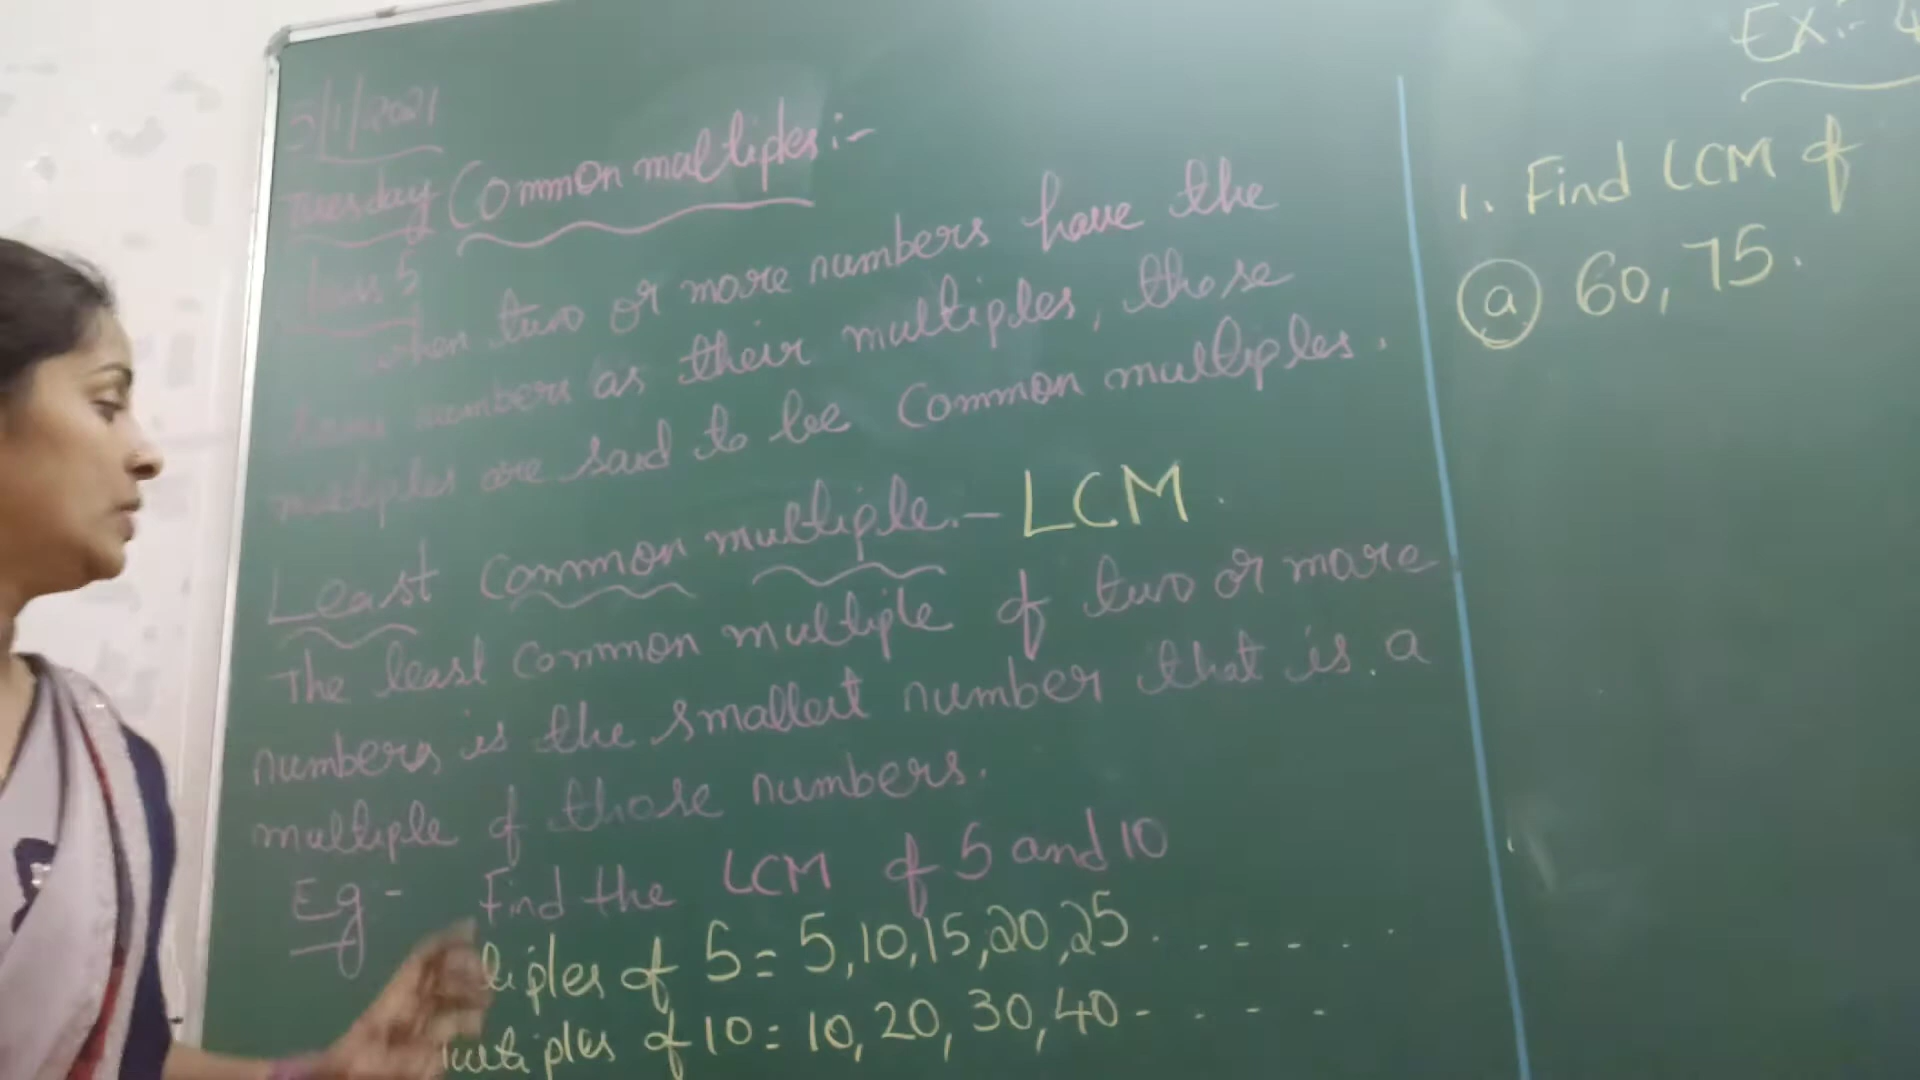 5/1/2021
Tuesday
Class 5
Common multiples:-
when two or more numbers have the
same numbers as their multiples, those
multiples are said to be Common multiples.
Least Common multiple.- LCM.
The least Common multiple of two or more
numbers is the smallest number that is a
multiple of those numbers.
Eg - Find the LCM of 5 and 10
tiples of 5 = 5,10,15,20,25. - - - - .
multiples of 10 = 10, 20, 30,40 - - - -
Ex:- 4
1. Find LCM of
a 60, 75.